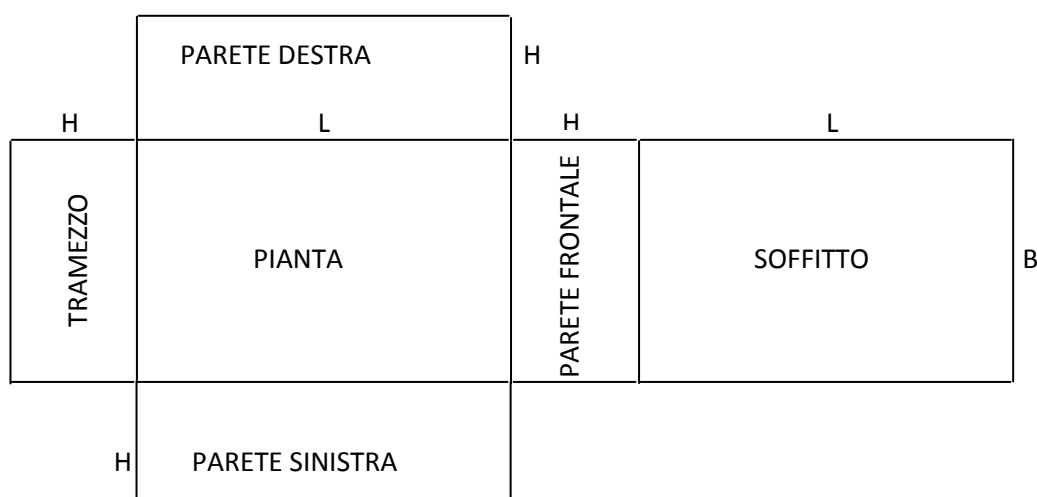 PARETE DESTRA
H
H
L
H
L
TRAMEZZO
PIANTA
PARETE FRONTALE
SOFFITTO
B
H
PARETE SINISTRA